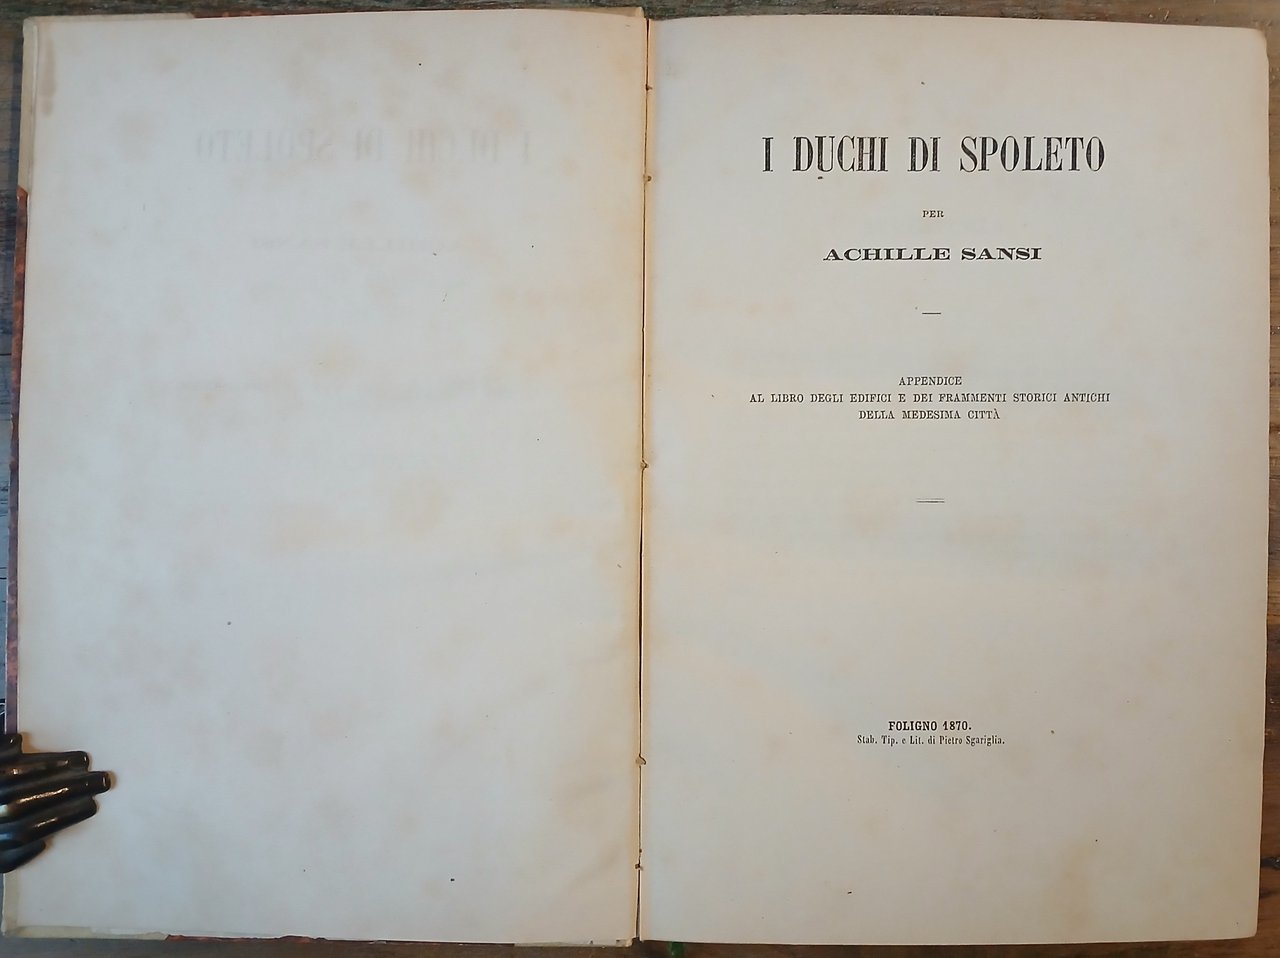 I DUCHI DI SPOLETO
PER
ACHILLE SANSI
APPENDICE
AL LIBRO DEGLI EDIFICI E DEI FRAMMENTI STORICI ANTICHI
DELLA MEDESIMA CITTÀ
FOLIGNO 1870.
Stab. Tip. e Lit. di Pietro Sgariglia.